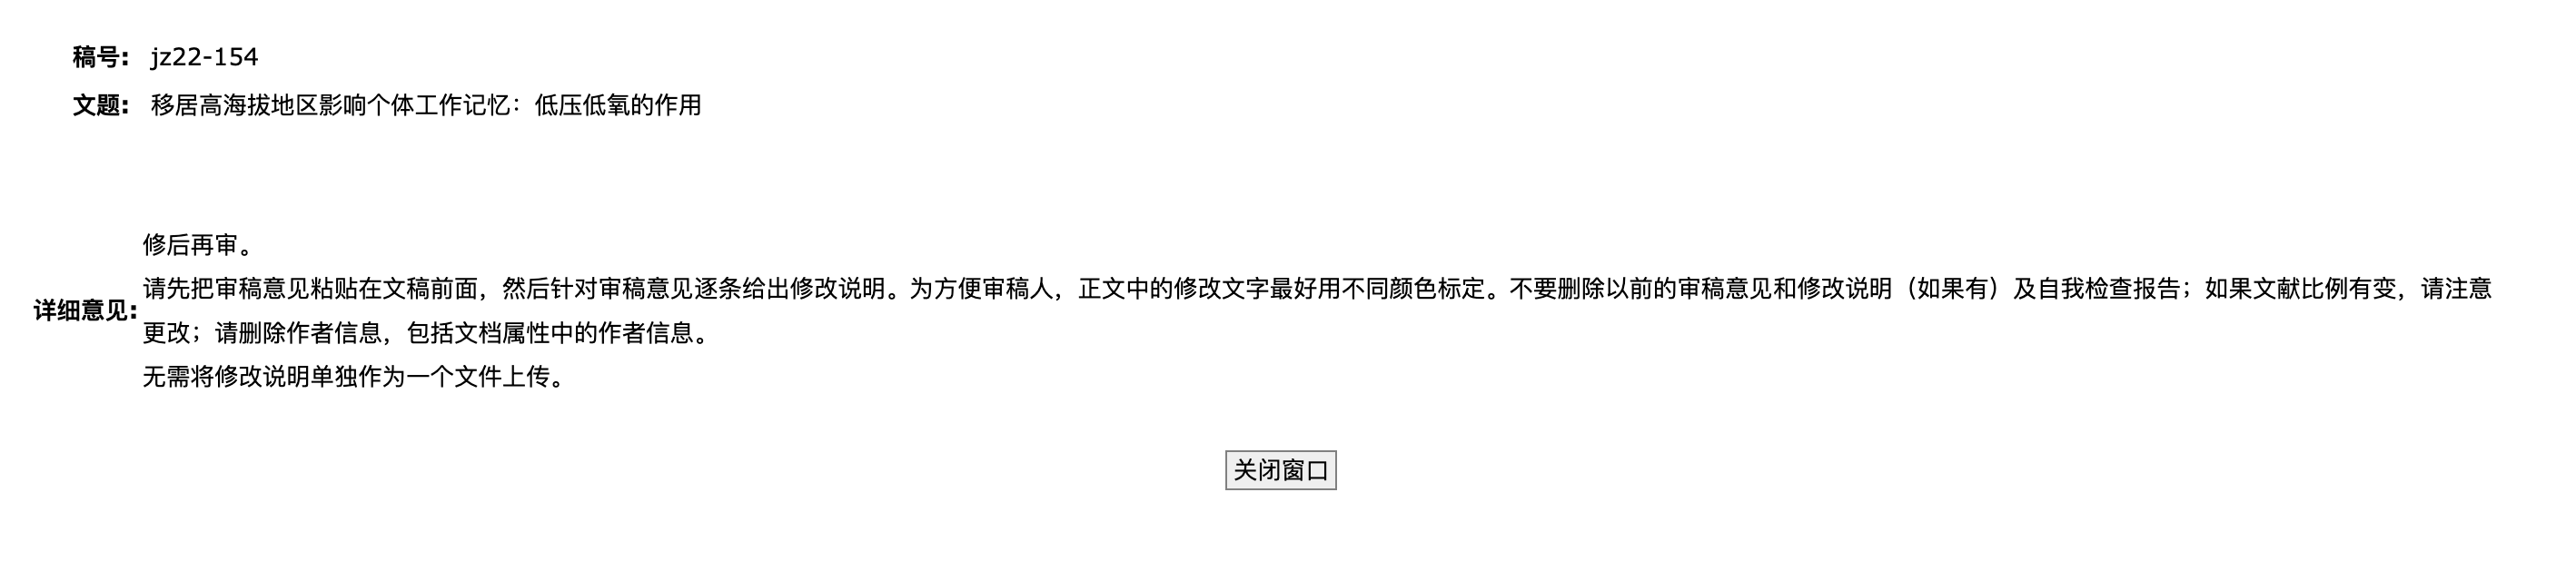 稿号: jz22-154
文题: 移居高海拔地区影响个体工作记忆：低压低氧的作用
修后再审。
请先把审稿意见粘贴在文稿前面，然后针对审稿意见逐条给出修改说明。为方便审稿人，正文中的修改文字最好用不同颜色标定。不要删除以前的审稿意见和修改说明（如果有）及自我检查报告；如果文献比例有变，请注意
详细意见:
更改；请删除作者信息，包括文档属性中的作者信息。
无需将修改说明单独作为一个文件上传。
关闭窗口